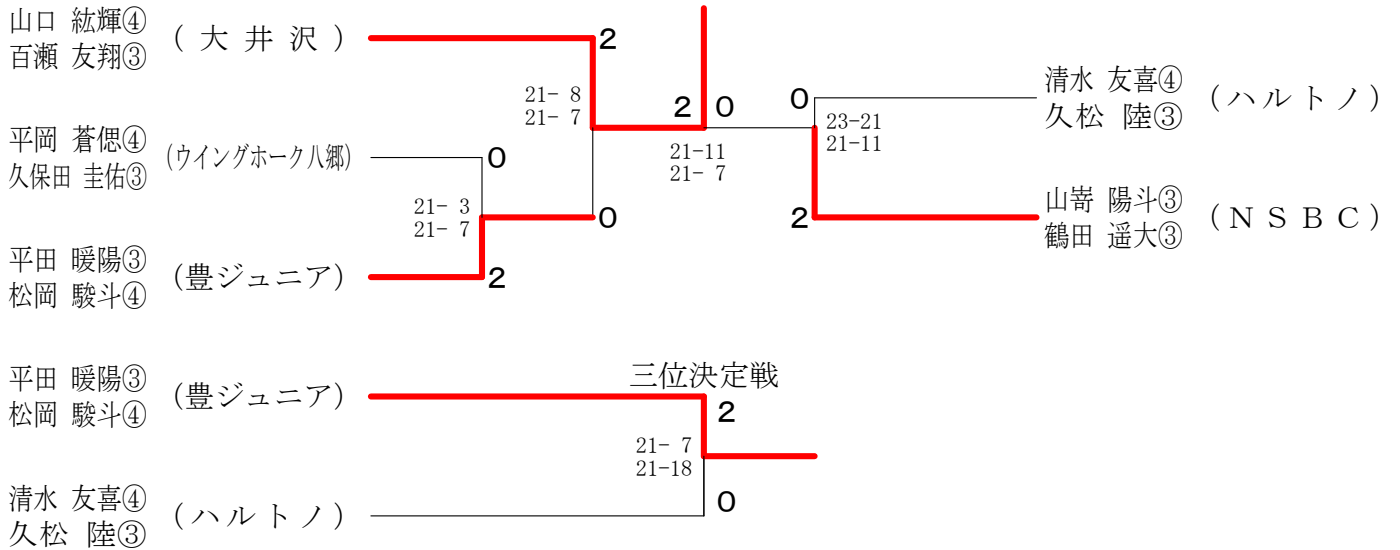 山口 紘輝④
百瀬 友翔③
(大井沢)
2
21- 8
21- 7
平岡 蒼偲④
久保田 圭佑③
(ウイングホーク八郷)
0
21- 3
21- 7
0
平田 暖陽③
松岡 駿斗④
(豊ジュニア)
2
2 0
21-11
21- 7
0
23-21
21-11
2
清水 友喜④
久松 陸③
(ハルトノ)
山嵜 陽斗③
鶴田 遥大③
(NSBC)
三位決定戦
平田 暖陽③
松岡 駿斗④
(豊ジュニア)
2
21- 7
21-18
0
清水 友喜④
久松 陸③
(ハルトノ)